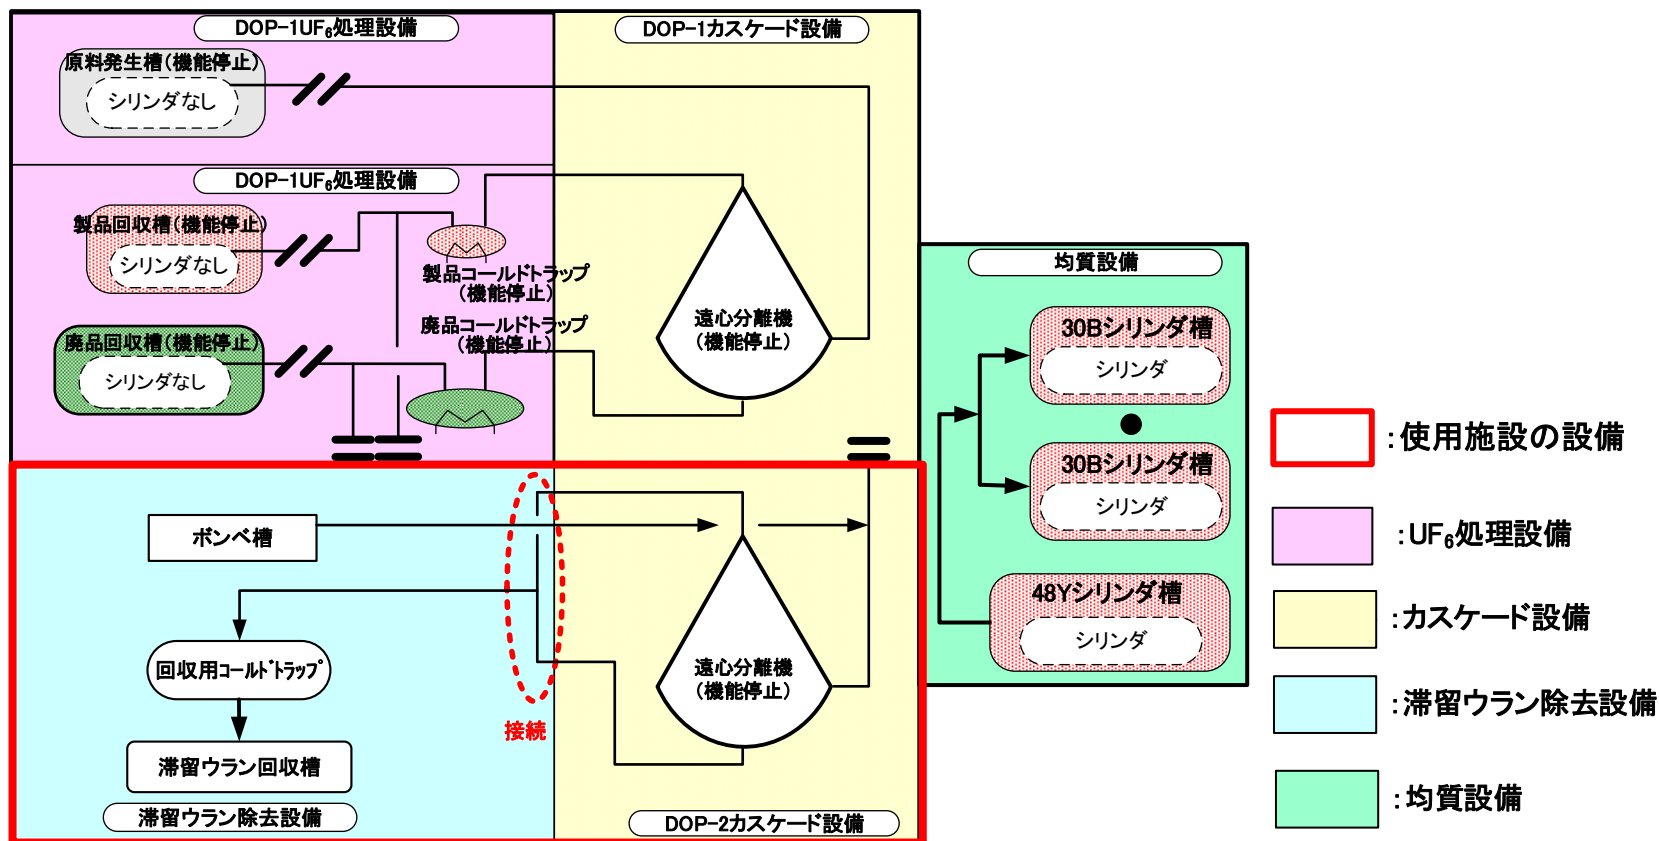 DOP-1UF₆処理設備
DOP-1カスケード設備
原料発生槽(機能停止)
シリンダなし
DOP-1UF₆処理設備
製品回収槽(機能停止)
シリンダなし
製品コールドトラップ
(機能停止)
廃品コールドトラップ
(機能停止)
廃品回収槽(機能停止)
シリンダなし
遠心分離機
(機能停止)
均質設備
30Bシリンダ槽
シリンダ
30Bシリンダ槽
シリンダ
48Yシリンダ槽
シリンダ
ボンベ槽
回収用コールドトラップ
滞留ウラン回収槽
滞留ウラン除去設備
接続
遠心分離機
(機能停止)
DOP-2カスケード設備
:使用施設の設備
:UF₆処理設備
:カスケード設備
:滞留ウラン除去設備
:均質設備